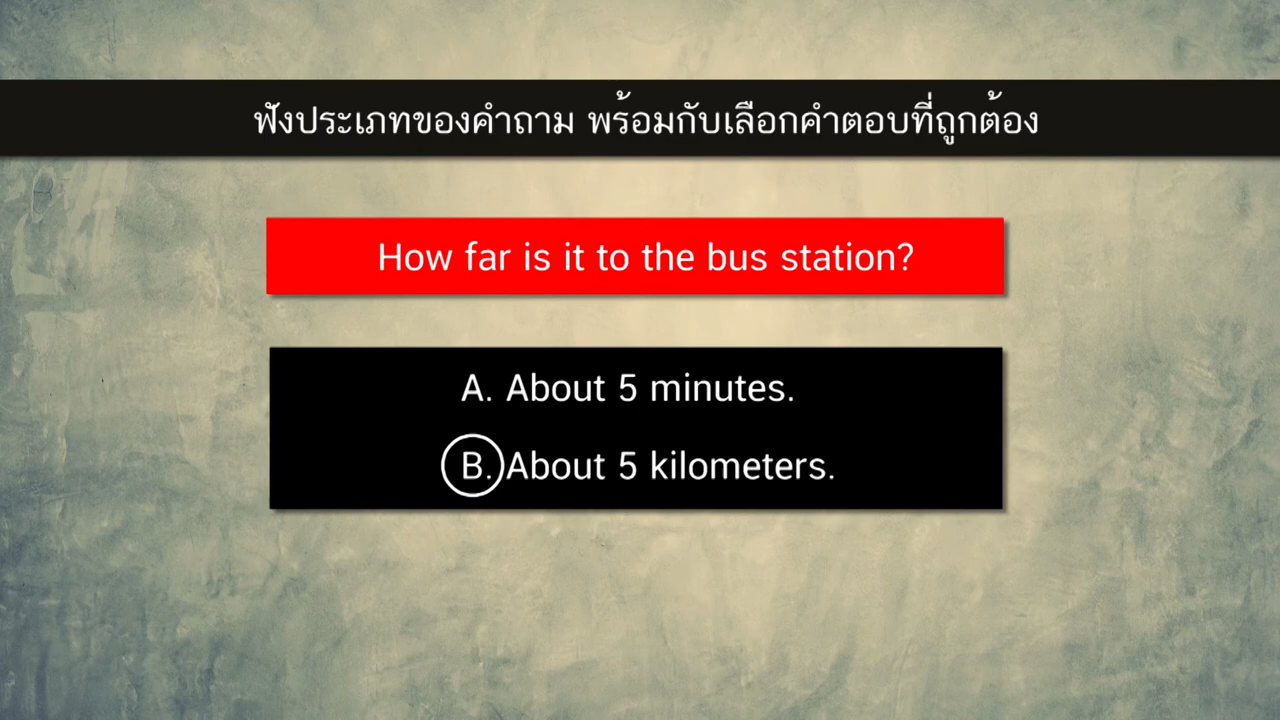 ฟังประเภทของคำถาม พร้อมกับเลือกคำตอบที่ถูกต้อง
How far is it to the bus station?
A. About 5 minutes.
B. About 5 kilometers.